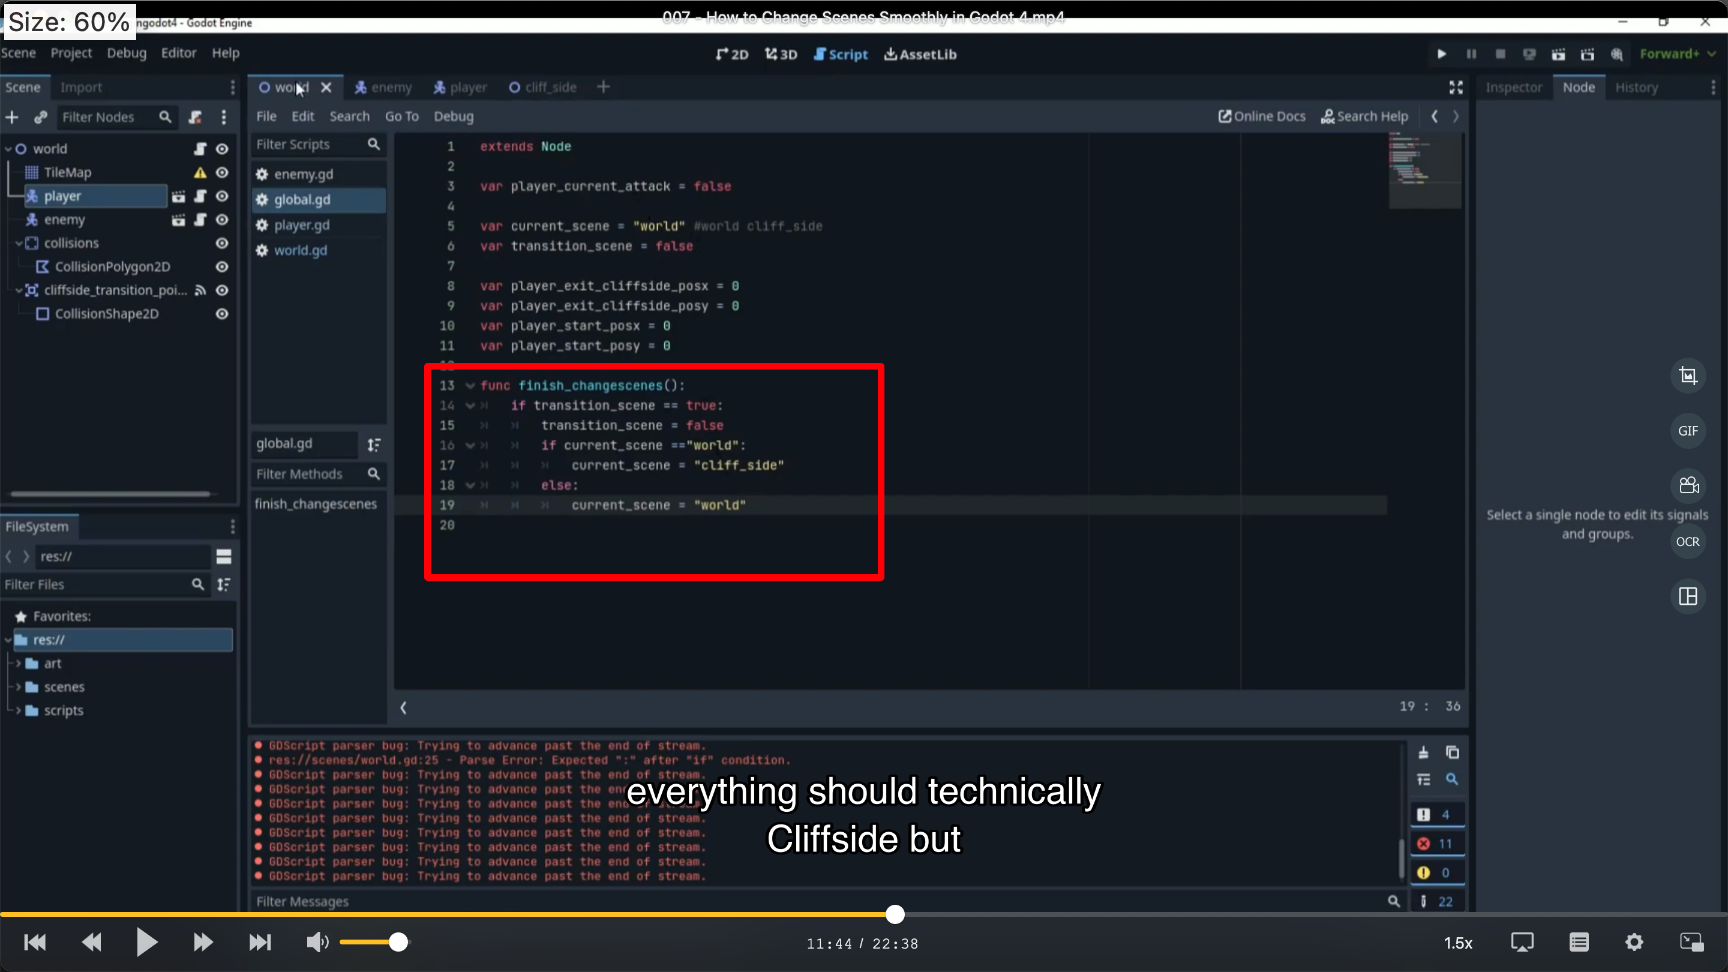 Size: 60%
ngodot4 - Godot Engine
007 - How to Change Scenes Smoothly in Godot 4.mp4
Scene Project Debug Editor Help
2D 3D Script AssetLib
Forward+
Scene Import
world enemy player cliff_side
Inspector Node History
Filter Nodes
File Edit Search Go To Debug
Online Docs Search Help
world
TileMap
player
enemy
collisions
CollisionPolygon2D
cliffside_transition_poi...
CollisionShape2D
Filter Scripts
enemy.gd
global.gd
player.gd
world.gd
global.gd
Filter Methods
finish_changescenes
1 extends Node
2
3 var player_current_attack = false
4
5 var current_scene = "world" #world cliff_side
6 var transition_scene = false
7
8 var player_exit_cliffside_posx = 0
9 var player_exit_cliffside_posy = 0
10 var player_start_posx = 0
11 var player_start_posy = 0
13 func finish_changescenes():
14 if transition_scene == true:
15 transition_scene = false
16 if current_scene =="world":
17 current_scene = "cliff_side"
18 else:
19 current_scene = "world"
20
19 : 36
Select a single node to edit its signals
and groups.
GIF
OCR
FileSystem
res://
Filter Files
Favorites:
res://
art
scenes
scripts
GDScript parser bug: Trying to advance past the end of stream.
res://scenes/world.gd:25 - Parse Error: Expected ":" after "if" condition.
GDScript parser bug: Trying to advance past the end of stream.
GDScript parser bug: Trying to advance past the end of stream.
GDScript parser bug: Trying to advance past the end of stream.
GDScript parser bug: Trying to advance past the end of stream.
GDScript parser bug: Trying to advance past the end of stream.
GDScript parser bug: Trying to advance past the end of stream.
GDScript parser bug: Trying to advance past the end of stream.
GDScript parser bug: Trying to advance past the end of stream.
4
11
0
22
everything should technically
Cliffside but
Filter Messages
11:44 / 22:38
1.5x